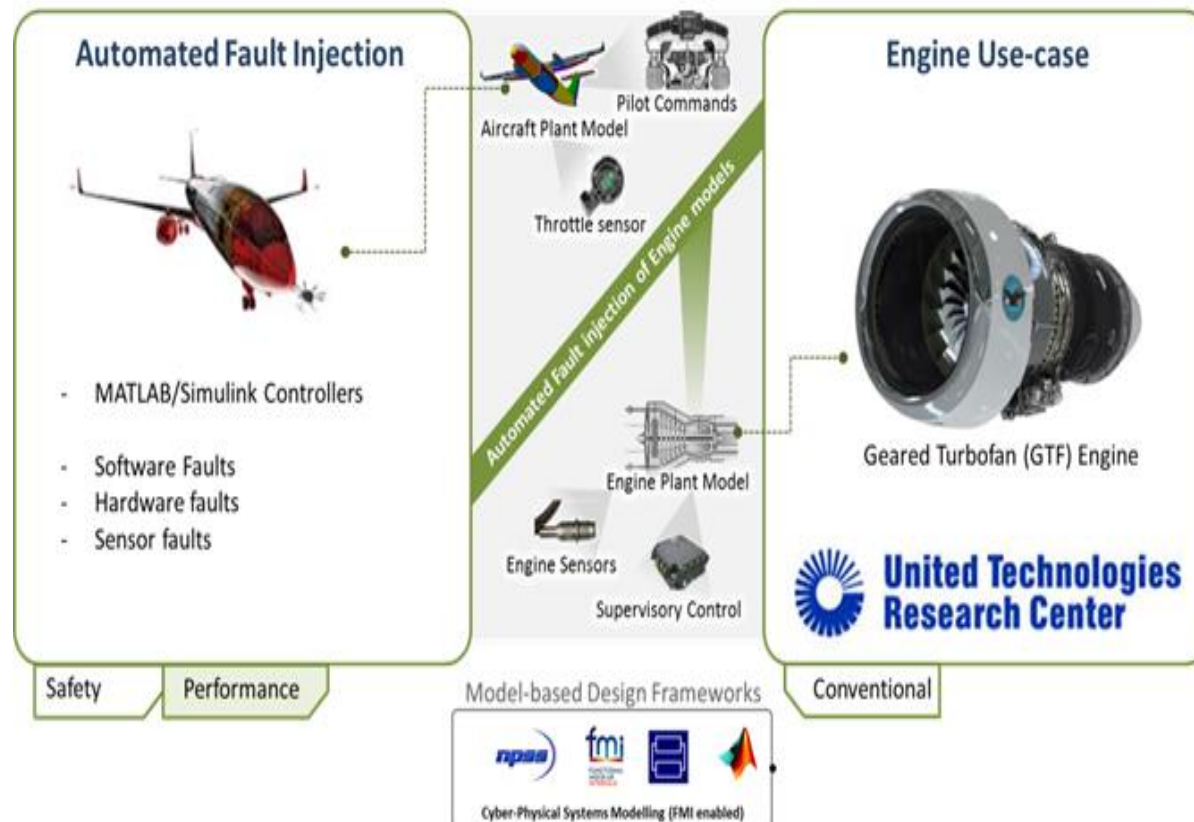 Automated Fault Injection
- MATLAB/Simulink Controllers
- Software Faults
- Hardware faults
- Sensor faults
Safety
Performance
Pilot Commands
Aircraft Plant Model
Throttle sensor
Automated Fault injection of Engine models
Engine Plant Model
Engine Sensors
Supervisory Control
Engine Use-case
Geared Turbofan (GTF) Engine
United Technologies
Research Center
Conventional
Model-based Design Frameworks
npss
fmi
Cyber-Physical Systems Modelling (FMI enabled)